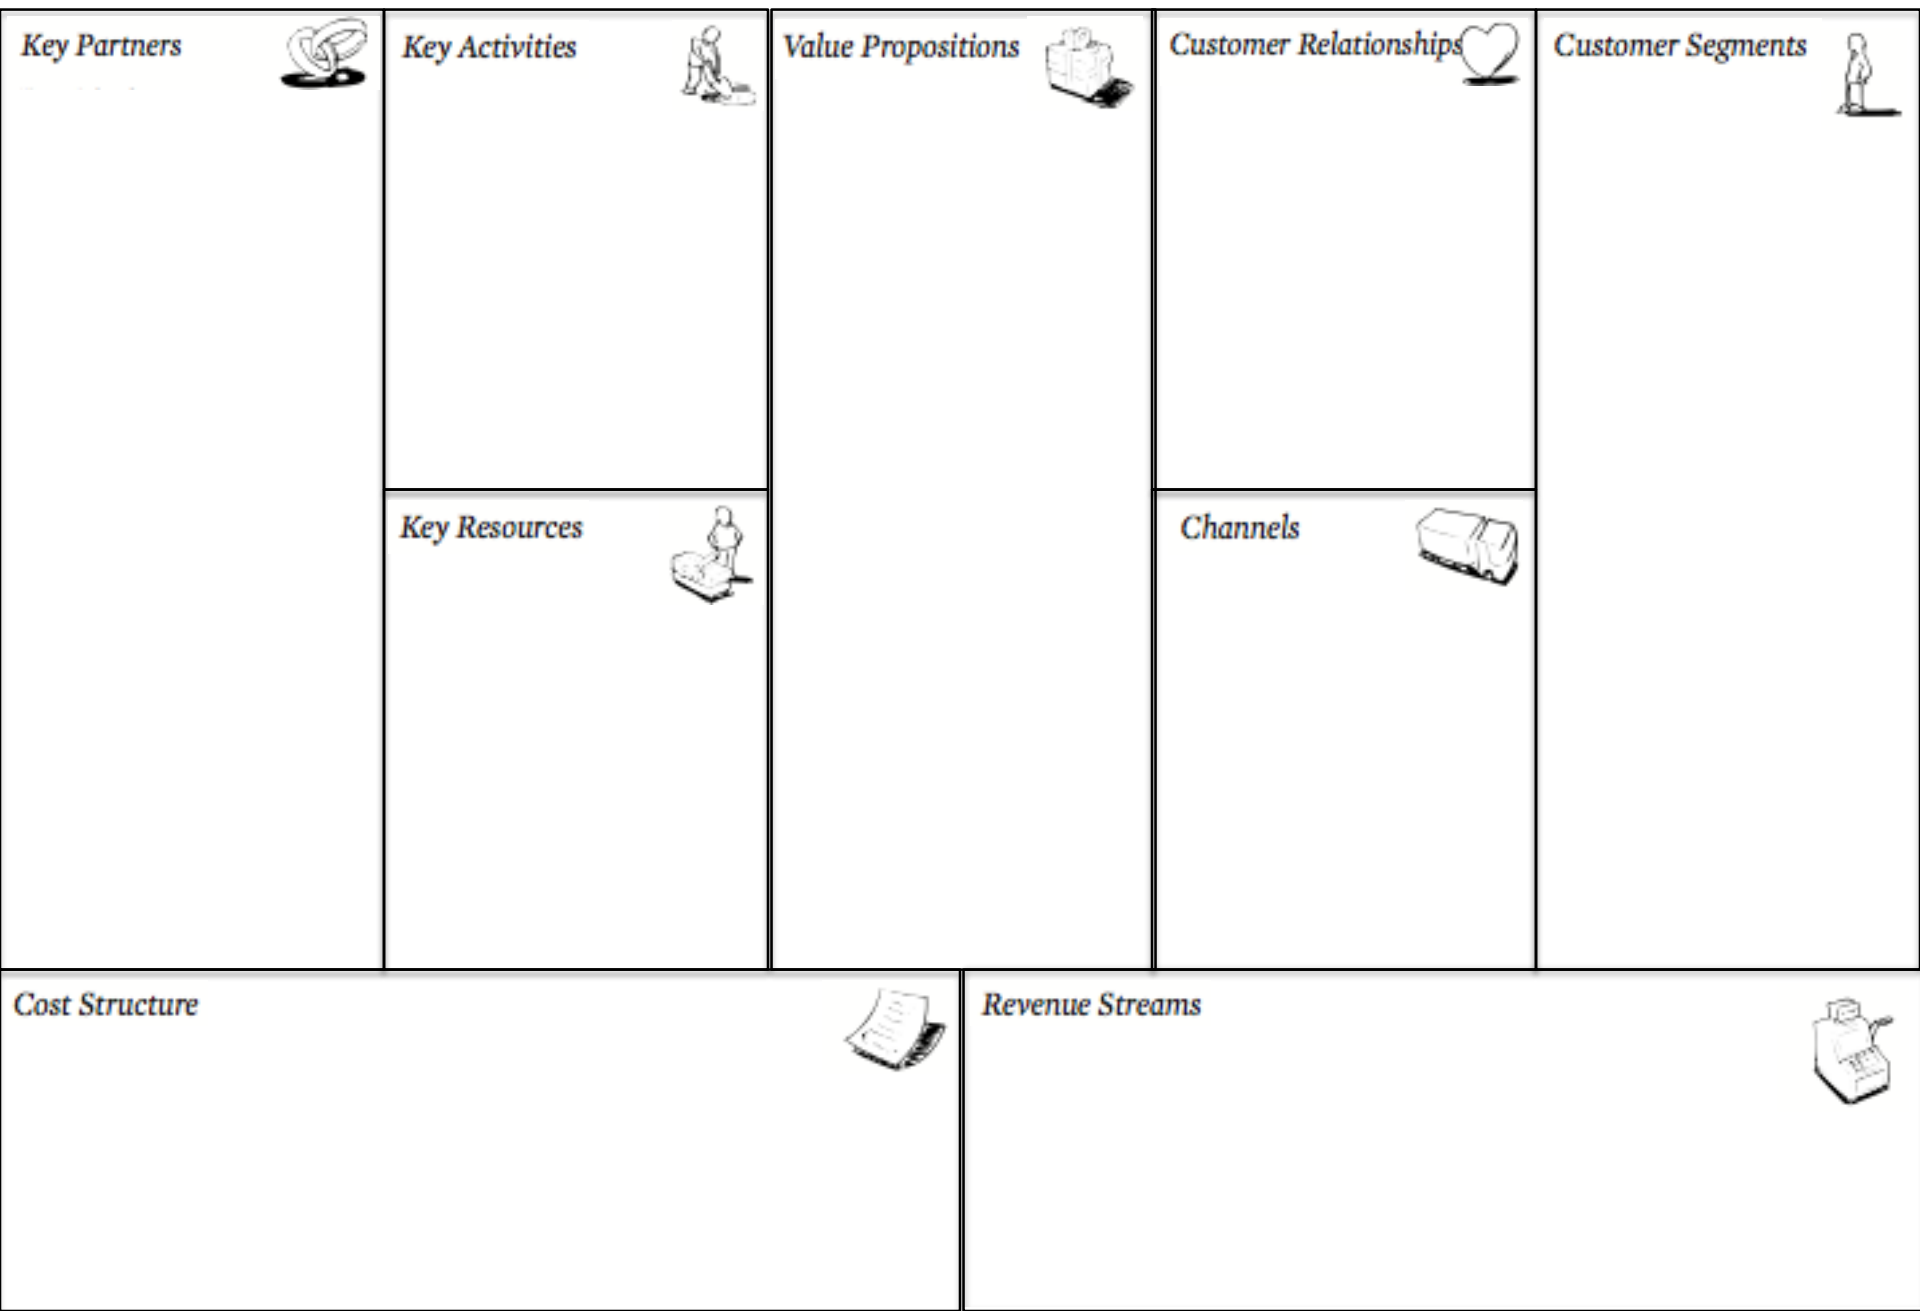 Key Partners
Key Activities
Value Propositions
Customer Relationships
Customer Segments
Key Resources
Channels
Cost Structure
Revenue Streams